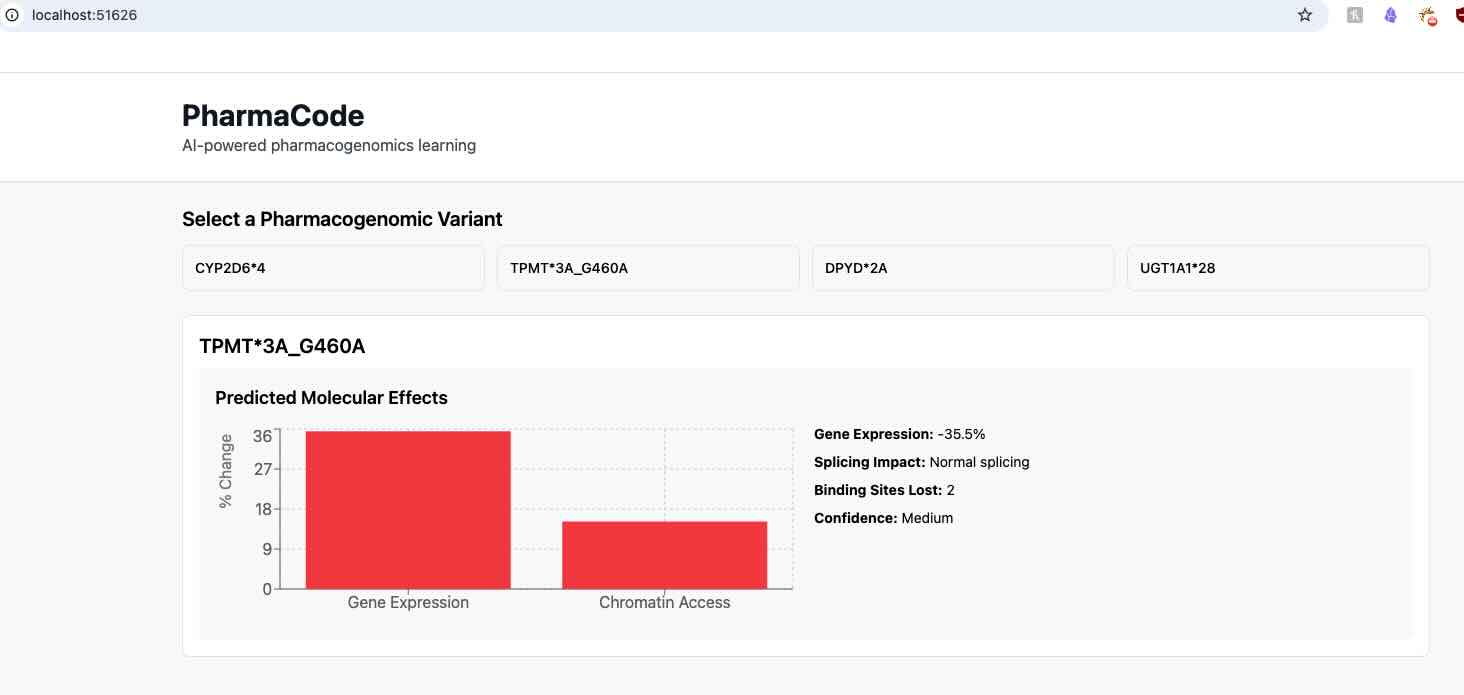 localhost:51626
PharmaCode
AI-powered pharmacogenomics learning
Select a Pharmacogenomic Variant
CYP2D6*4
TPMT*3A_G460A
DPYD*2A
UGT1A1*28
TPMT*3A_G460A
Predicted Molecular Effects
% Change
36
27
18
9
0
Gene Expression
Chromatin Access
Gene Expression: -35.5%
Splicing Impact: Normal splicing
Binding Sites Lost: 2
Confidence: Medium